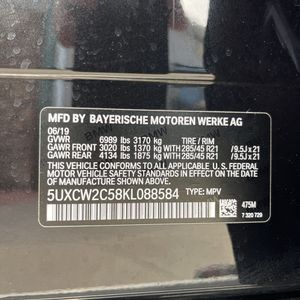 MFD BY BAYERISCHE MOTOREN WERKE AG
06/19
GVWR 6989 lbs 3170 kg TIRE / RIM
GAWR FRONT 3020 lbs 1370 kg 285/45 R21 /9.5J x 21
GAWR REAR 4134 lbs 1875 kg 285/45 R21 /9.5J x 21
THIS VEHICLE CONFORMS TO ALL APPLICABLE U.S. FEDERAL
MOTOR VEHICLE SAFETY STANDARDS IN EFFECT ON THE
DATE OF MANUFACTURE SHOWN ABOVE.
5UXCW2C58KL088584 TYPE: MPV
475M
7 320 729